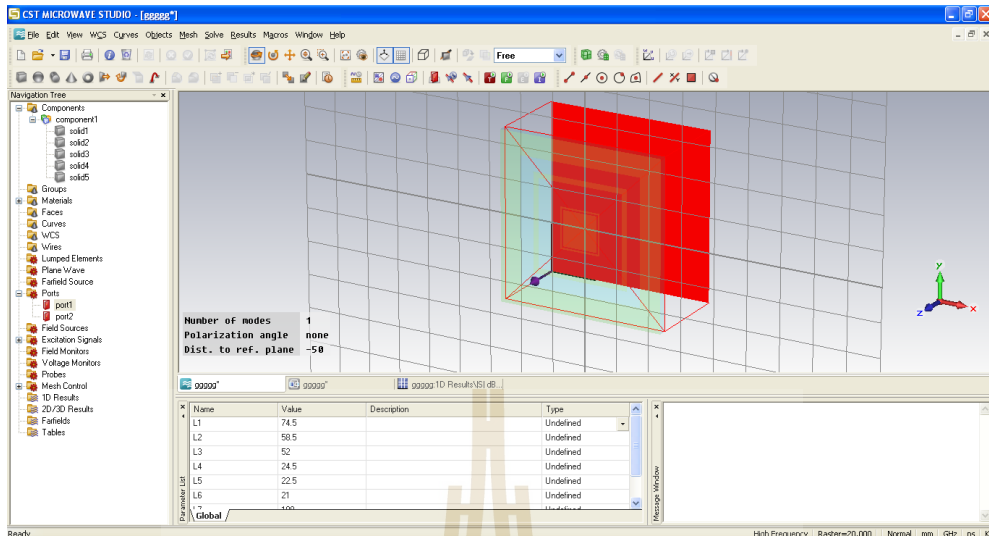 CST MICROWAVE STUDIO - [ggggg*]
File Edit View WCS Curves Objects Mesh Solve Results Macros Window Help
Free
Navigation Tree
Components
component1
solid1
solid2
solid3
solid4
solid5
Groups
Materials
Faces
Curves
WCS
Wires
Lumped Elements
Plane Wave
Farfield Source
Ports
port1
port2
Field Sources
Excitation Signals
Field Monitors
Voltage Monitors
Probes
Mesh Control
1D Results
2D/3D Results
Farfields
Tables
y
x
z
Number of modes 1
Polarization angle none
Dist. to ref. plane -50
ggggg* ggggg* ggggg:1D Results\|S| dB...
Name Value Description Type
L1 74.5 Undefined
L2 58.5 Undefined
L3 52 Undefined
L4 24.5 Undefined
L5 22.5 Undefined
L6 21 Undefined
Global
Parameter List
Message Window
Ready High Frequency Raster=20.000 Normal mm GHz ns K